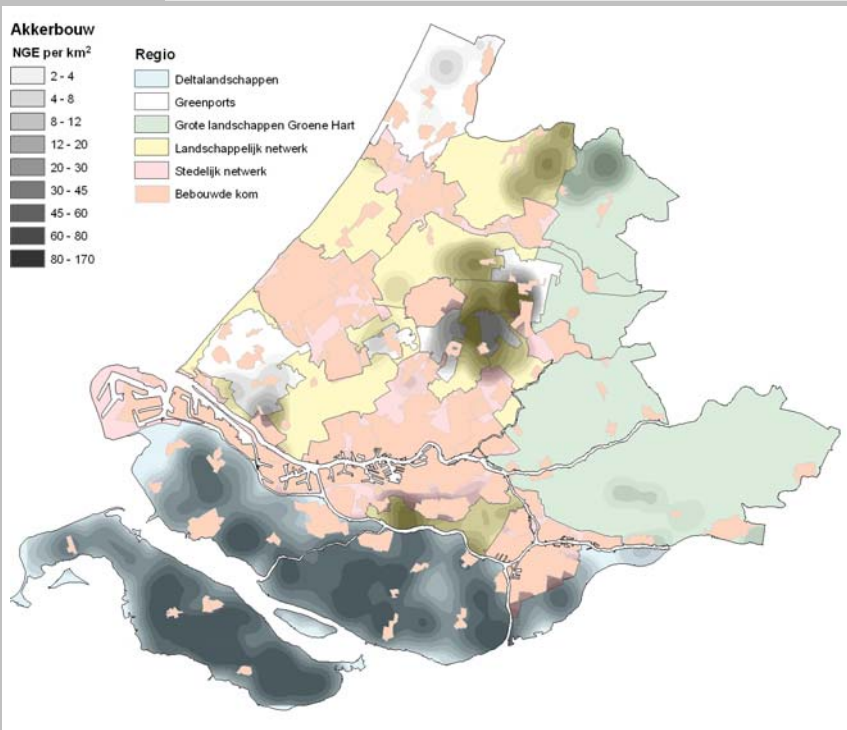 Akkerbouw
NGE per km²
2 - 4
4 - 8
8 - 12
12 - 20
20 - 30
30 - 45
45 - 60
60 - 80
80 - 170
Regio
Deltalandschappen
Greenports
Grote landschappen Groene Hart
Landschappelijk netwerk
Stedelijk netwerk
Bebouwde kom